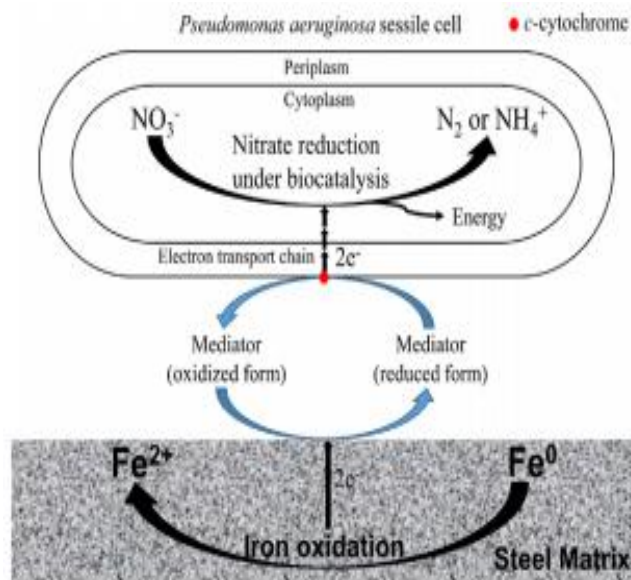 Pseudomonas aeruginosa sessile cell
c-cytochrome
Periplasm
Cytoplasm
NO₃⁻
N₂ or NH₄⁺
Nitrate reduction
under biocatalysis
Energy
Electron transport chain
2e⁻
Mediator
(oxidized form)
Mediator
(reduced form)
Fe²⁺
Fe⁰
2e
Iron oxidation
Steel Matrix